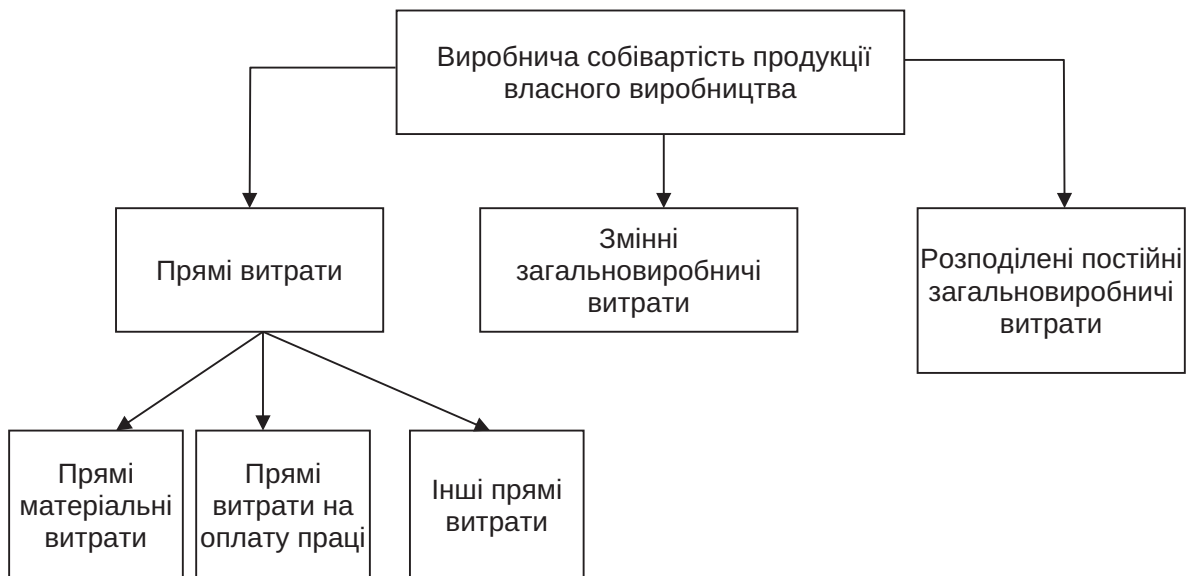 Виробнича собівартість продукції
власного виробництва
Прямі витрати
Змінні
загальновиробничі
витрати
Розподілені постійні
загальновиробничі
витрати
Прямі
матеріальні
витрати
Прямі
витрати на
оплату праці
Інші прямі
витрати